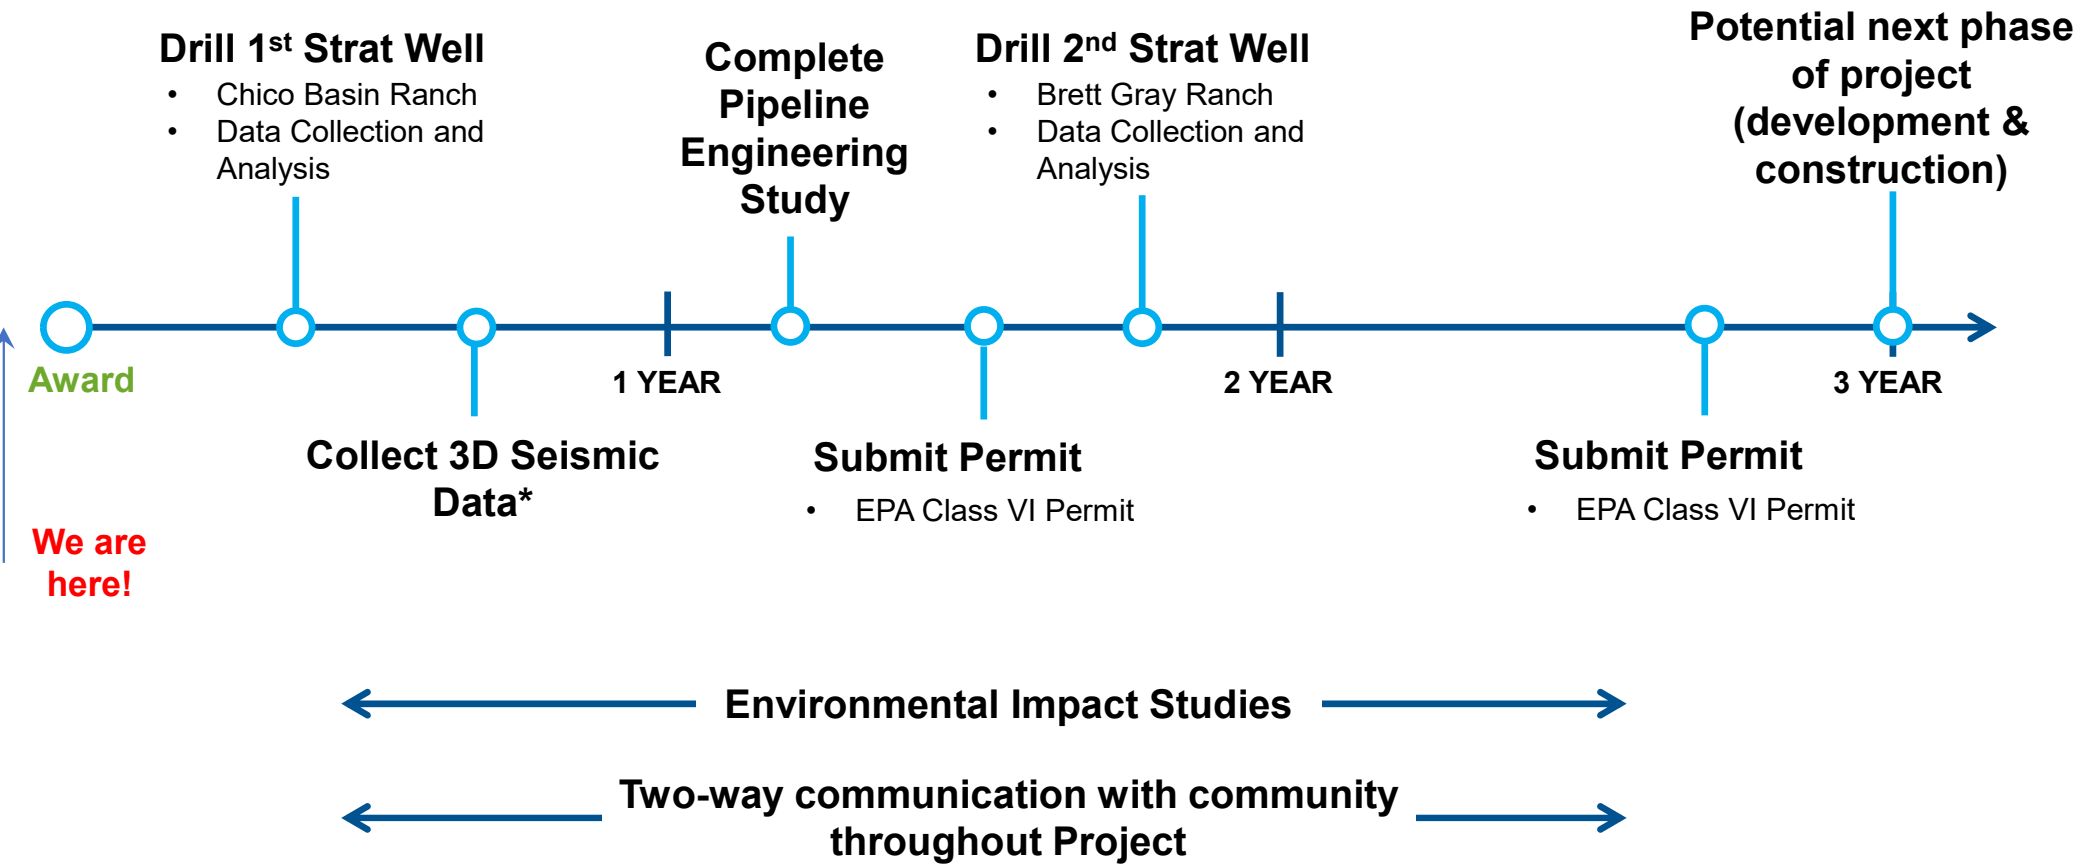 Drill 1st Strat Well
• Chico Basin Ranch
• Data Collection and
Analysis
Complete
Pipeline
Engineering
Study
Drill 2nd Strat Well
• Brett Gray Ranch
• Data Collection and
Analysis
Potential next phase
of project
(development &
construction)
Award
1 YEAR
2 YEAR
3 YEAR
We are
here!
Collect 3D Seismic
Data*
Submit Permit
• EPA Class VI Permit
Submit Permit
• EPA Class VI Permit
Environmental Impact Studies
Two-way communication with community
throughout Project